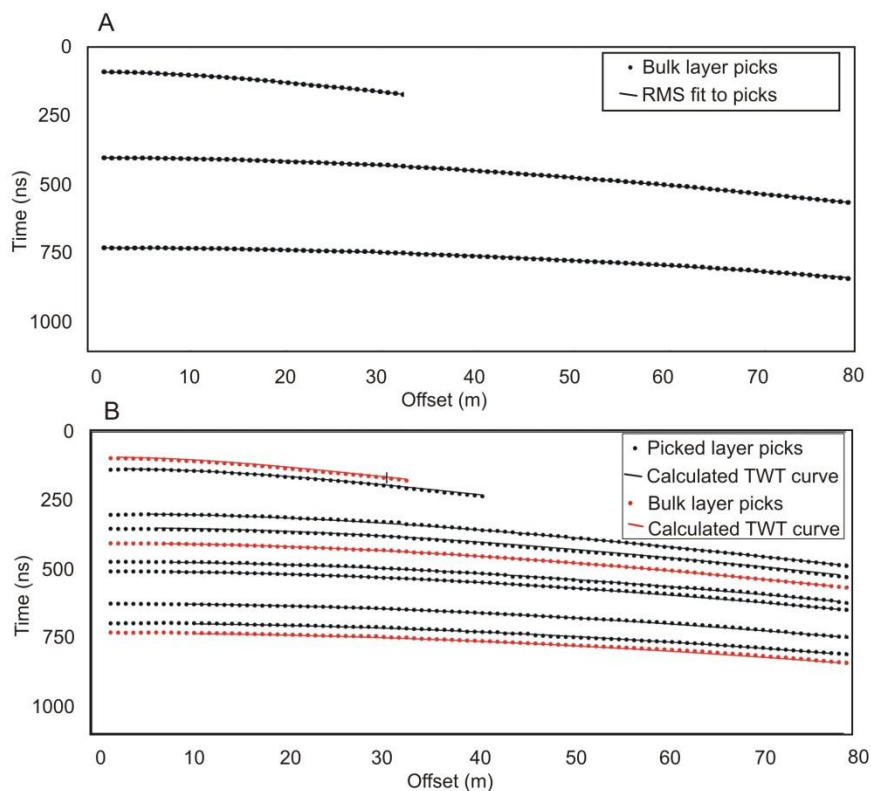 A
0
250
500
750
1000
Time (ns)
Bulk layer picks
RMS fit to picks
0 10 20 30 40 50 60 70 80
Offset (m)
B
0
250
500
750
1000
Time (ns)
Picked layer picks
Calculated TWT curve
Bulk layer picks
Calculated TWT curve
0 10 20 30 40 50 60 70 80
Offset (m)